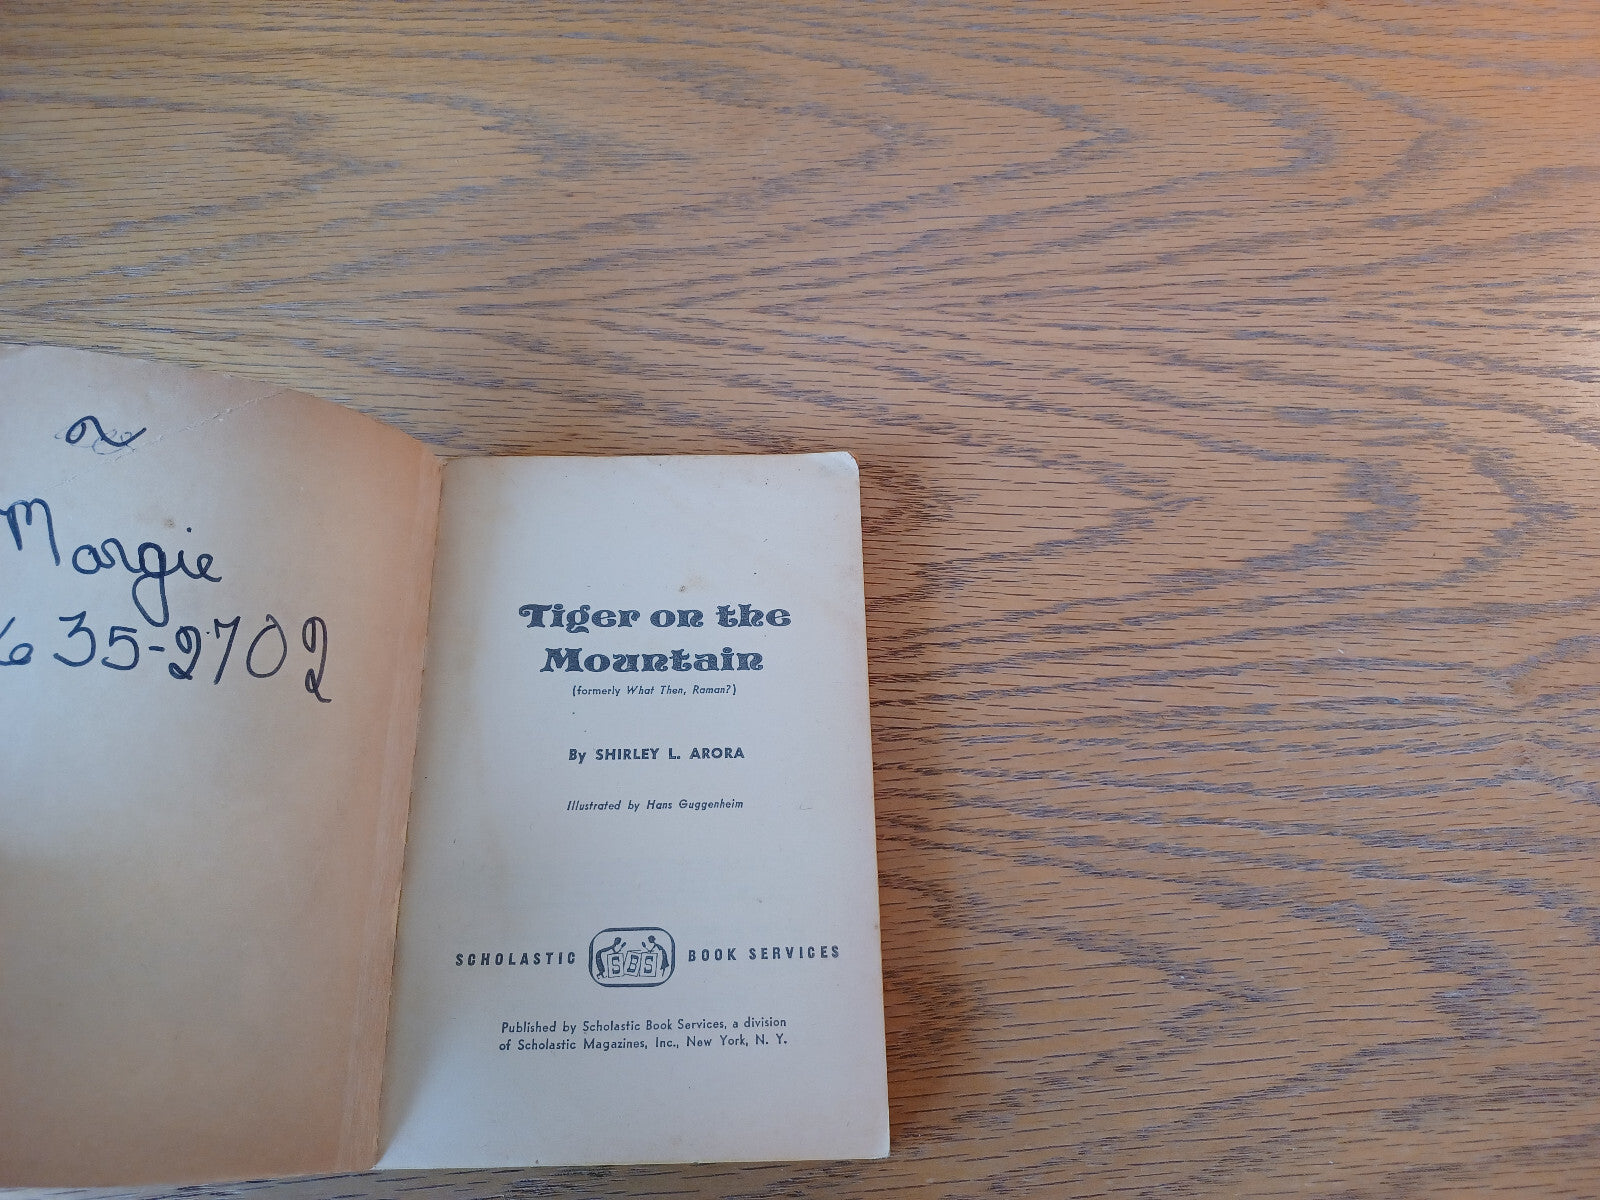 Margie
635-2702
Tiger on the
Mountain
(formerly What Then, Raman?)
By SHIRLEY L. ARORA
Illustrated by Hans Guggenheim
SCHOLASTIC SBS BOOK SERVICES
Published by Scholastic Book Services, a division
of Scholastic Magazines, Inc., New York, N. Y.